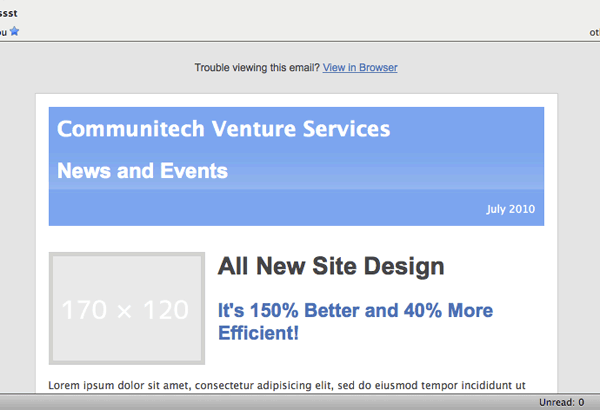 Trouble viewing this email? View in Browser
Communitech Venture Services
News and Events
July 2010
170 × 120
All New Site Design
It's 150% Better and 40% More
Efficient!
Lorem ipsum dolor sit amet, consectetur adipisicing elit, sed do eiusmod tempor incididunt ut
Unread: 0